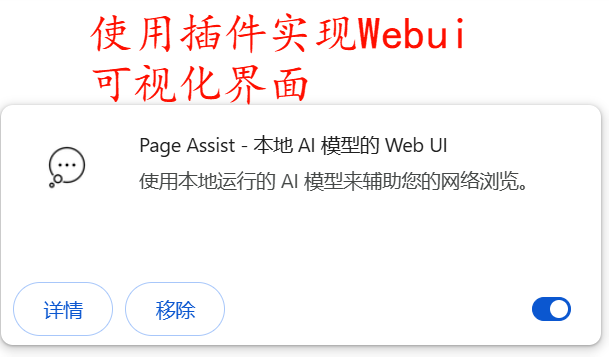 使用插件实现Webui
可视化界面
Page Assist - 本地 AI 模型的 Web UI
使用本地运行的 AI 模型来辅助您的网络浏览。
详情 移除